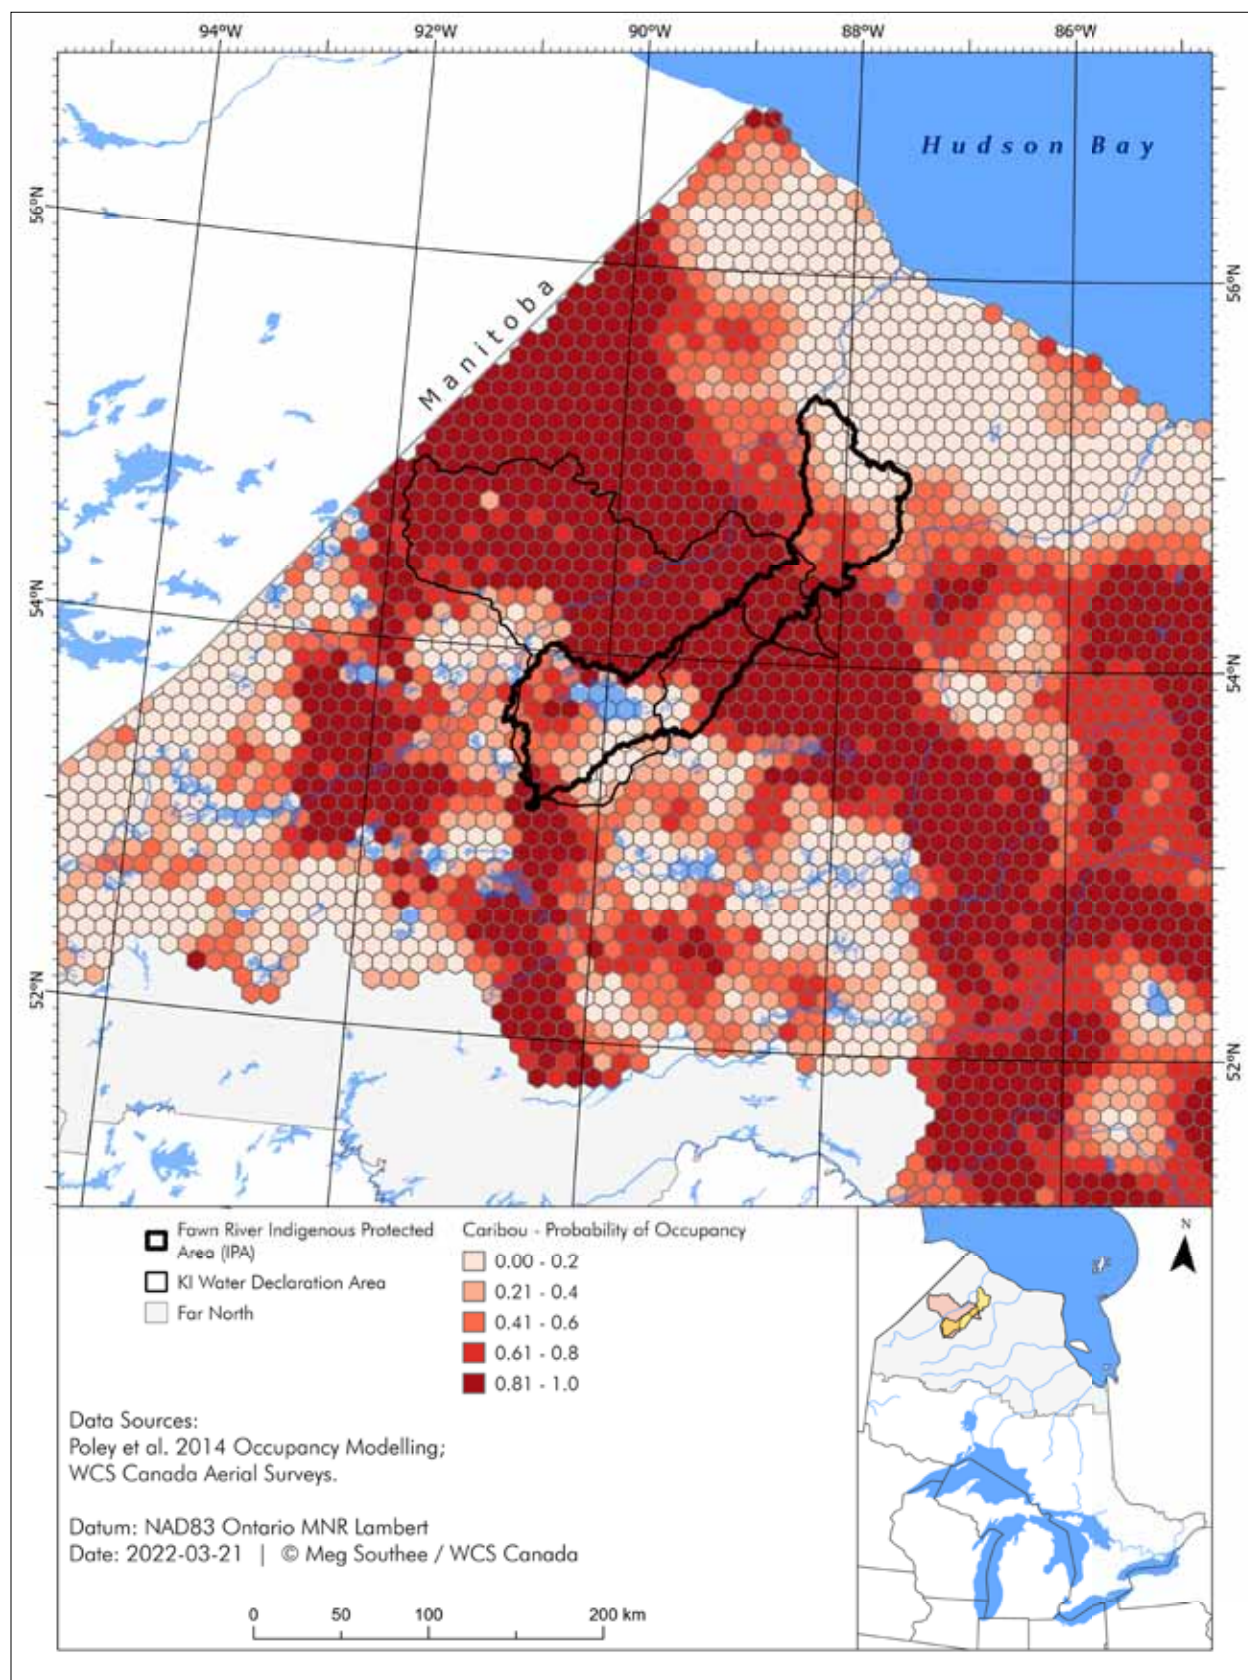 94°W 92°W 90°W 88°W 86°W
Hudson Bay
56°N
56°N
Manitoba
54°N
54°N
52°N
52°N
Fawn River Indigenous Protected
Area (IPA)
KI Water Declaration Area
Far North
Caribou - Probability of Occupancy
0.00 - 0.2
0.21 - 0.4
0.41 - 0.6
0.61 - 0.8
0.81 - 1.0
N
Data Sources:
Poley et al. 2014 Occupancy Modelling;
WCS Canada Aerial Surveys.
Datum: NAD83 Ontario MNR Lambert
Date: 2022-03-21 | © Meg Southee / WCS Canada
0 50 100 200 km